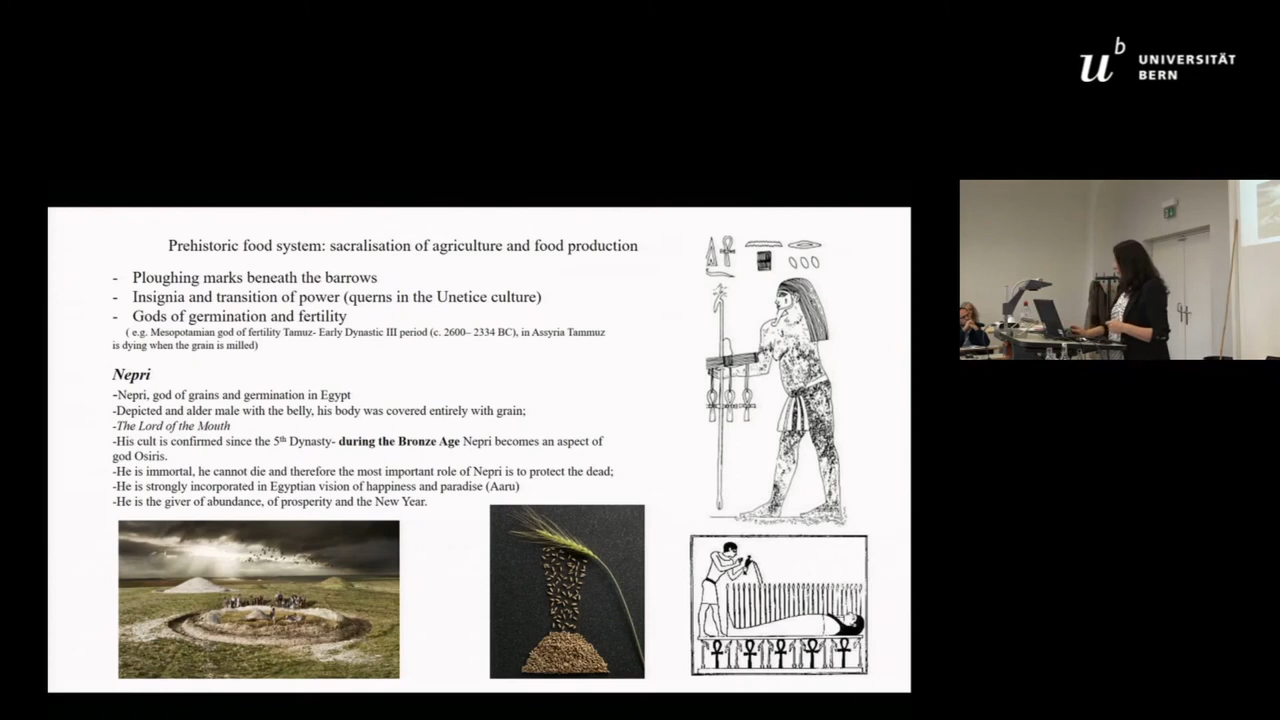 u^b
UNIVERSITÄT
BERN
Prehistoric food system: sacralisation of agriculture and food production
- Ploughing marks beneath the barrows
- Insignia and transition of power (querns in the Unetice culture)
- Gods of germination and fertility
( e.g. Mesopotamian god of fertility Tamuz- Early Dynastic III period (c. 2600– 2334 BC), in Assyria Tammuz
is dying when the grain is milled)
Nepri
-Nepri, god of grains and germination in Egypt
-Depicted and alder male with the belly, his body was covered entirely with grain;
-The Lord of the Mouth
-His cult is confirmed since the 5th Dynasty- during the Bronze Age Nepri becomes an aspect of
god Osiris.
-He is immortal, he cannot die and therefore the most important role of Nepri is to protect the dead;
-He is strongly incorporated in Egyptian vision of happiness and paradise (Aaru)
-He is the giver of abundance, of prosperity and the New Year.